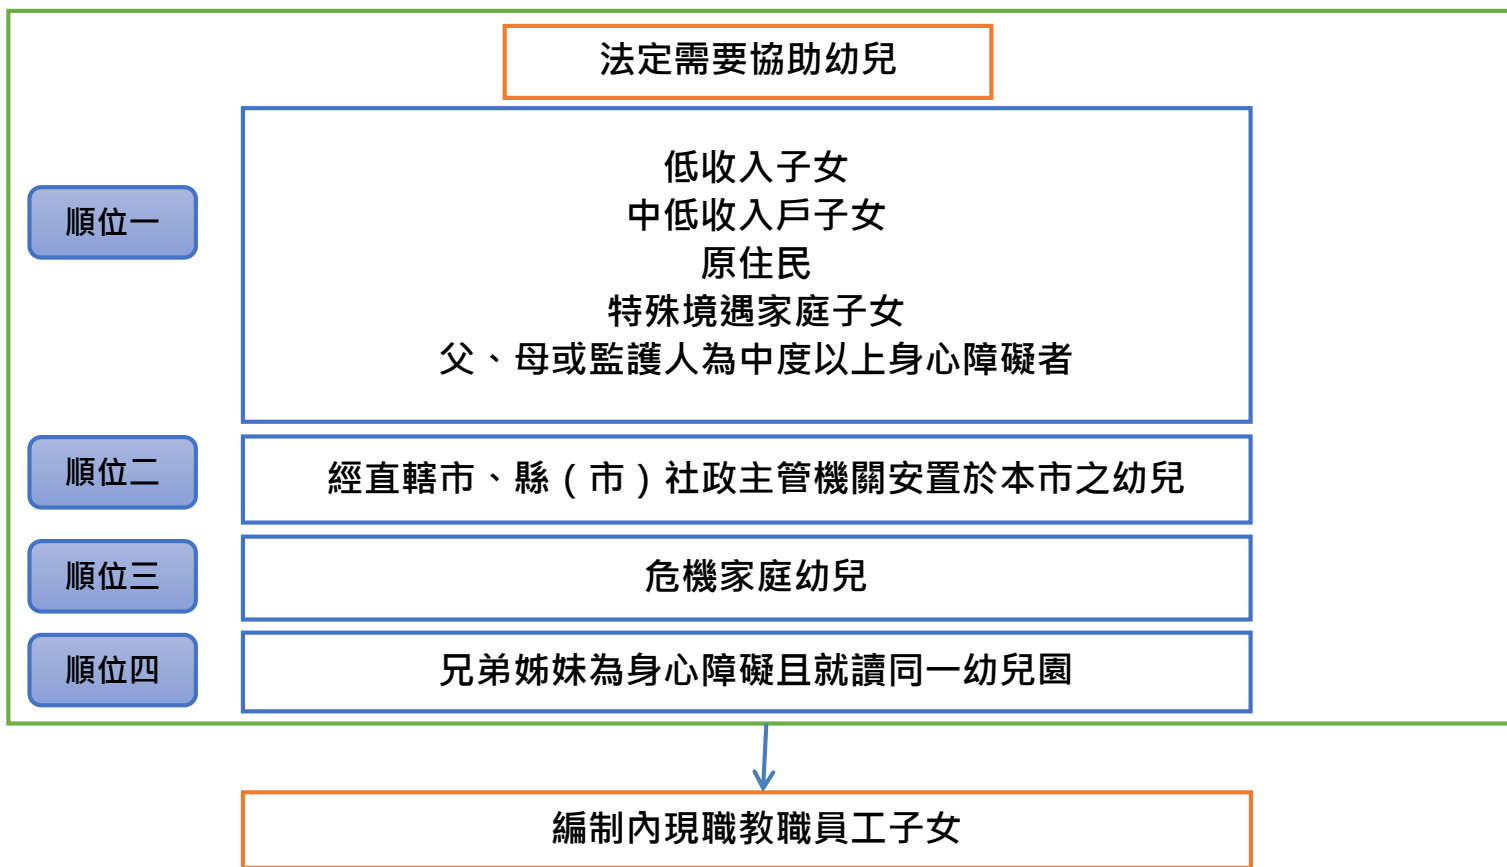 法定需要協助幼兒
順位一
低收入子女
中低收入戶子女
原住民
特殊境遇家庭子女
父、母或監護人為中度以上身心障礙者
順位二
經直轄市、縣（市）社政主管機關安置於本市之幼兒
順位三
危機家庭幼兒
順位四
兄弟姊妹為身心障礙且就讀同一幼兒園
編制內現職教職員工子女